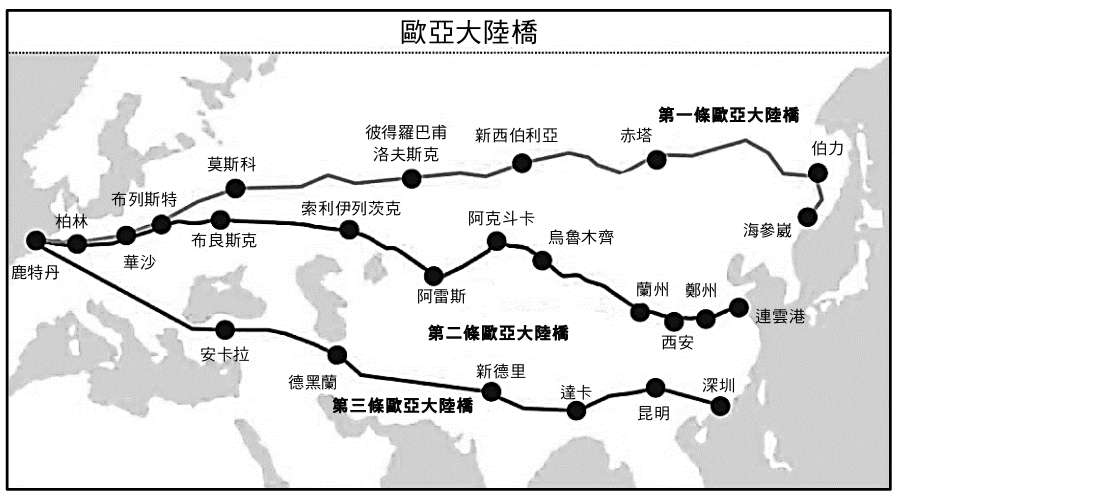 歐亞大陸橋
第一條歐亞大陸橋
彼得羅巴甫
洛夫斯克
新西伯利亞
赤塔
伯力
莫斯科
布列斯特
柏林
索利伊列茨克
阿克斗卡
烏魯木齊
海參崴
布良斯克
華沙
鹿特丹
阿雷斯
蘭州
鄭州
連雲港
西安
第二條歐亞大陸橋
安卡拉
德黑蘭
新德里
達卡
深圳
第三條歐亞大陸橋
昆明